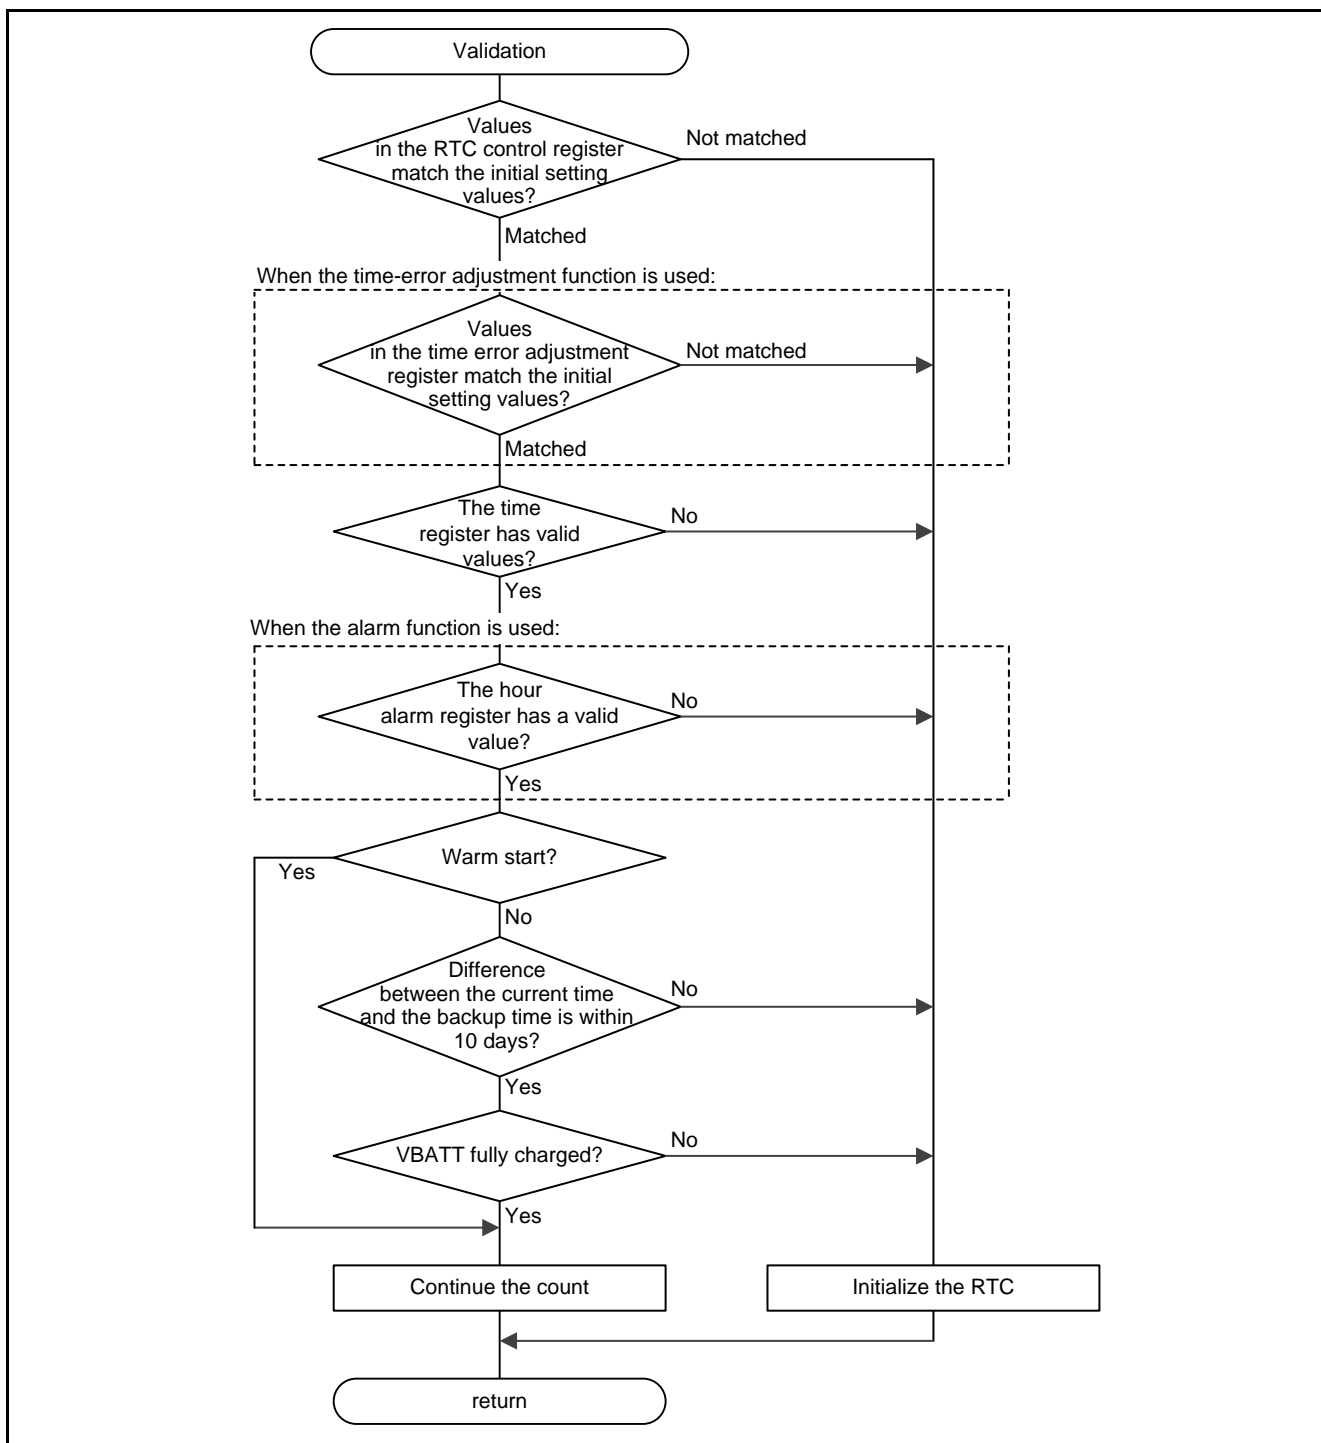 Validation
Values
in the RTC control register
match the initial setting
values?
Not matched
Matched
When the time-error adjustment function is used:
Values
in the time error adjustment
register match the initial
setting values?
Not matched
Matched
The time
register has valid
values?
No
Yes
When the alarm function is used:
The hour
alarm register has a valid
value?
No
Yes
Warm start?
Yes
No
Difference
between the current time
and the backup time is within
10 days?
No
Yes
VBATT fully charged?
No
Yes
Continue the count
Initialize the RTC
return